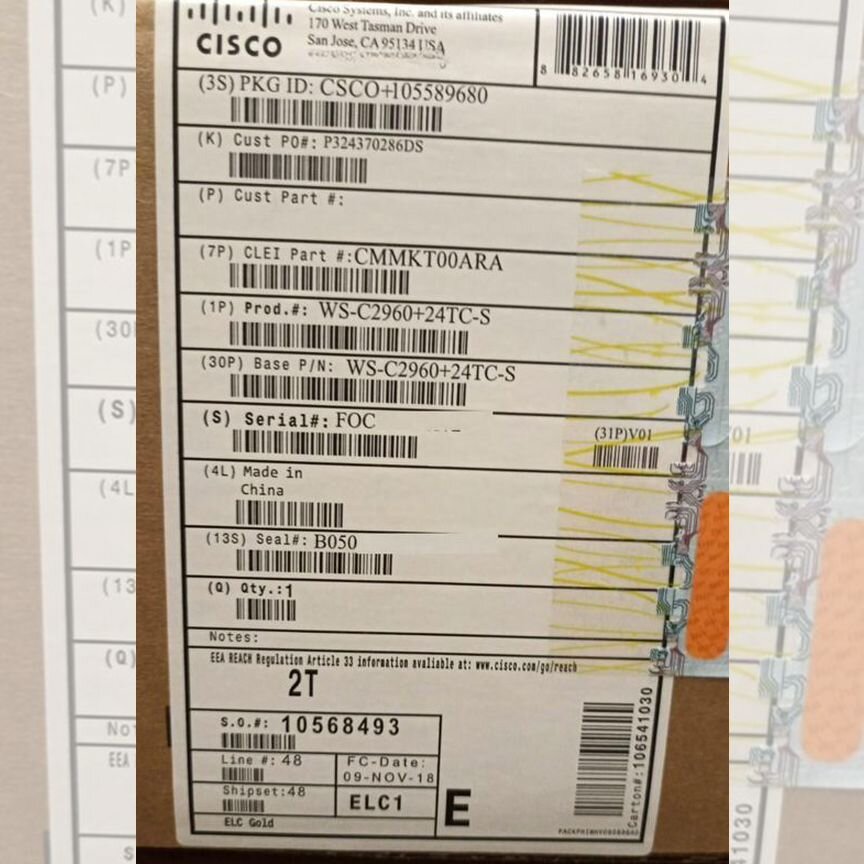 Cisco Systems, Inc. and its affiliates
CISCO
170 West Tasman Drive
San Jose, CA 95134 USA
8 82658 16930 4
(3S) PKG ID: CSCO+105589680
(K) Cust PO#: P324370286DS
(P) Cust Part #:
(7P) CLEI Part #:CMMKT00ARA
(1P) Prod.#: WS-C2960+24TC-S
(30P) Base P/N: WS-C2960+24TC-S
(S) Serial#: FOC
(31P)V01
(4L) Made in
China
(13S) Seal#: B050
(Q) Qty.:1
Notes:
EEA REACH Regulation Article 33 information avaliable at: www.cisco.com/go/reach
2T
S.O.#: 10568493
Line #: 48
FC-Date:
09-NOV-18
Shipset:48
ELC1
E
ELC Gold
Carton#:106541030